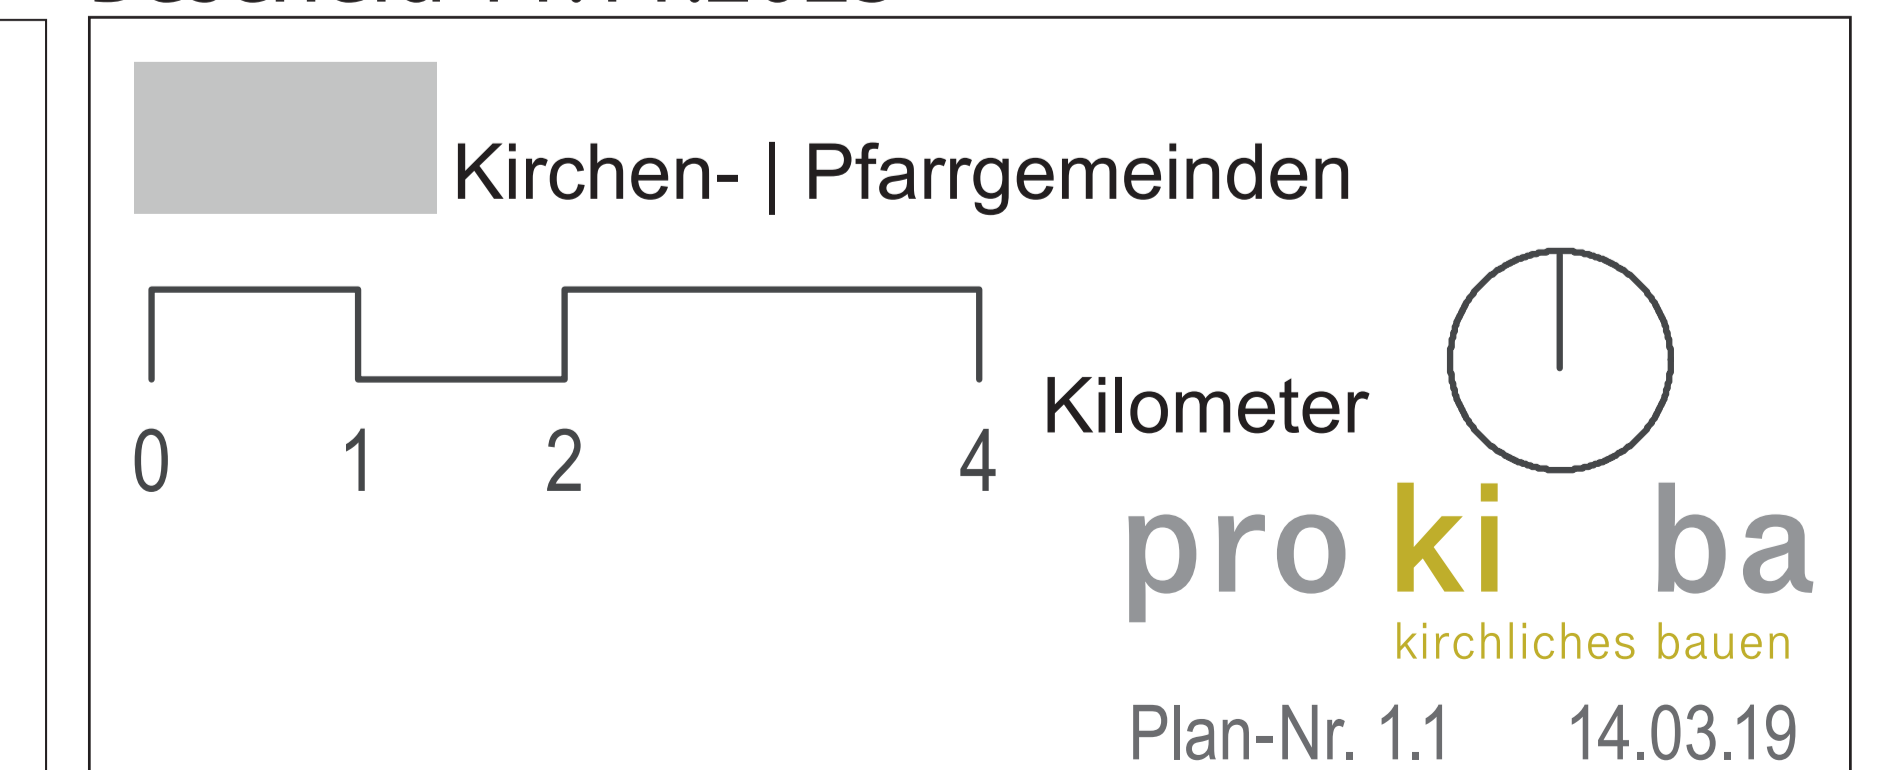 Kirchen- | Pfarrgemeinden
Kilometer
0 1 2 4
pro ki ba
kirchliches bauen
Plan-Nr. 1.1 14.03.19